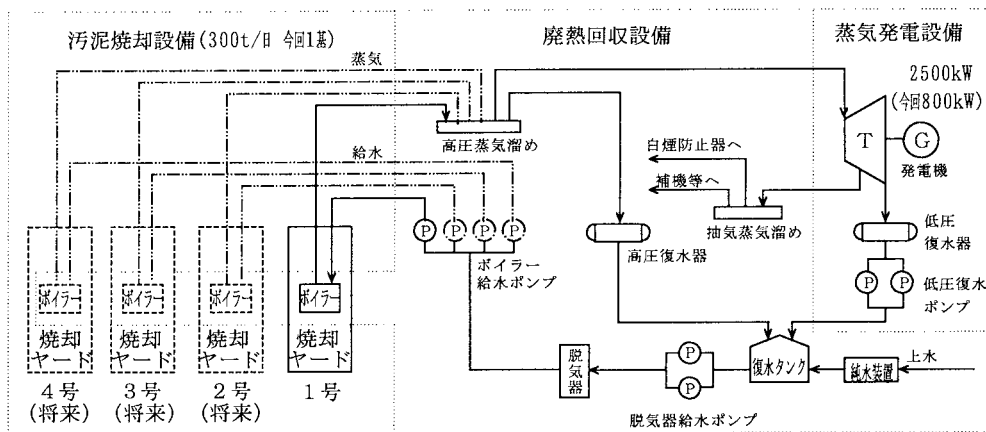 汚泥焼却設備(300t/日 今回1基)
廃熱回収設備
蒸気発電設備
蒸気
2500kW
(今回800kW)
高圧蒸気溜め
T
G
発電機
白煙防止器へ
補機等へ
抽気蒸気溜め
給水
P
P
P
P
ボイラー
給水ポンプ
高圧復水器
低圧
復水器
P
P
低圧復水
ポンプ
ボイラー
ボイラー
ボイラー
ボイラー
焼却
ヤード
焼却
ヤード
焼却
ヤード
焼却
ヤード
4号
(将来)
3号
(将来)
2号
(将来)
1号
脱気器
P
P
脱気器給水ポンプ
復水タンク
純水装置
上水